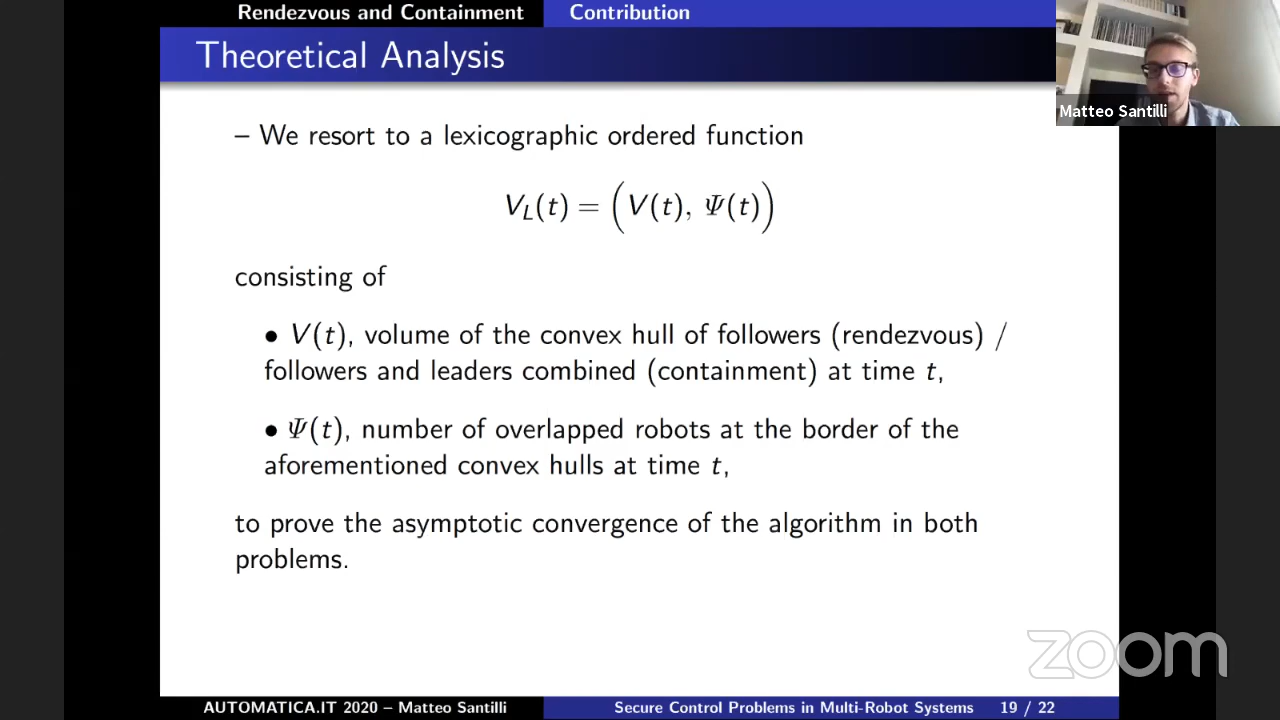 Rendezvous and Containment Contribution
Theoretical Analysis
Matteo Santilli
– We resort to a lexicographic ordered function
V_L(t) = (V(t), Ψ(t))
consisting of
• V(t), volume of the convex hull of followers (rendezvous) /
followers and leaders combined (containment) at time t,
• Ψ(t), number of overlapped robots at the border of the
aforementioned convex hulls at time t,
to prove the asymptotic convergence of the algorithm in both
problems.
zoom
AUTOMATICA.IT 2020 – Matteo Santilli Secure Control Problems in Multi-Robot Systems 19 / 22